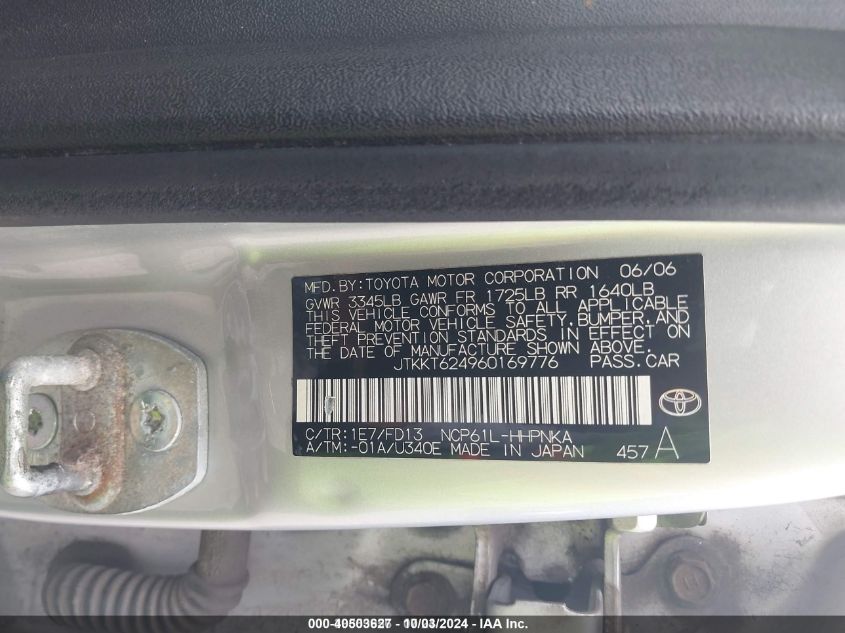 MFD.BY:TOYOTA MOTOR CORPORATION 06/06
GVWR 3345LB GAWR FR 1725LB RR 1640LB
THIS VEHICLE CONFORMS TO ALL APPLICABLE
FEDERAL MOTOR VEHICLE SAFETY,BUMPER,AND
THEFT PREVENTION STANDARDS IN EFFECT ON
THE DATE OF MANUFACTURE SHOWN ABOVE.
JTKKT624960169776 PASS.CAR
C/TR:1E7/FD13 NCP61L-HHPNKA
A/TM:-01A/U340E MADE IN JAPAN 457 A
000-40503627 - 10/03/2024 - IAA Inc.